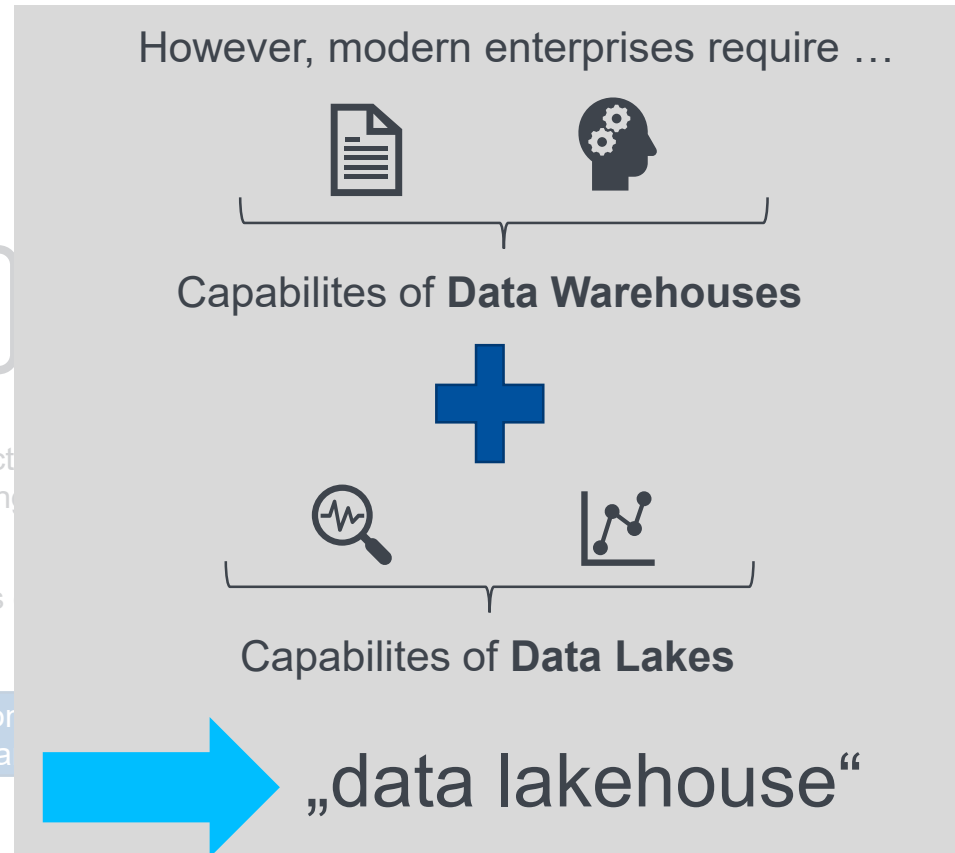 However, modern enterprises require …
Capabilites of Data Warehouses
Capabilites of Data Lakes
„data lakehouse“